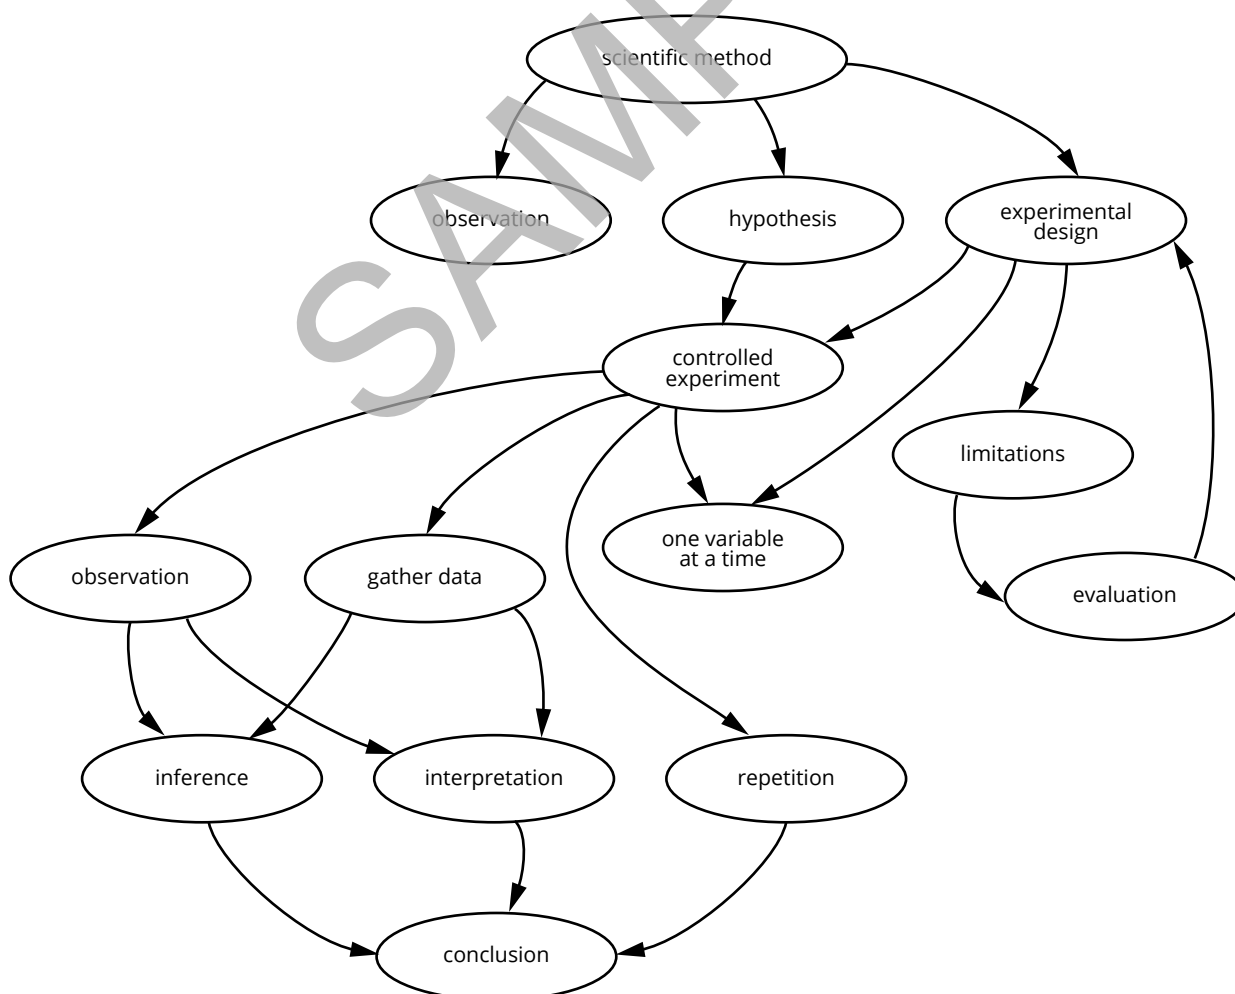 scientific method
observation
hypothesis
experimental
design
controlled
experiment
limitations
one variable
at a time
observation
gather data
evaluation
inference
interpretation
repetition
conclusion